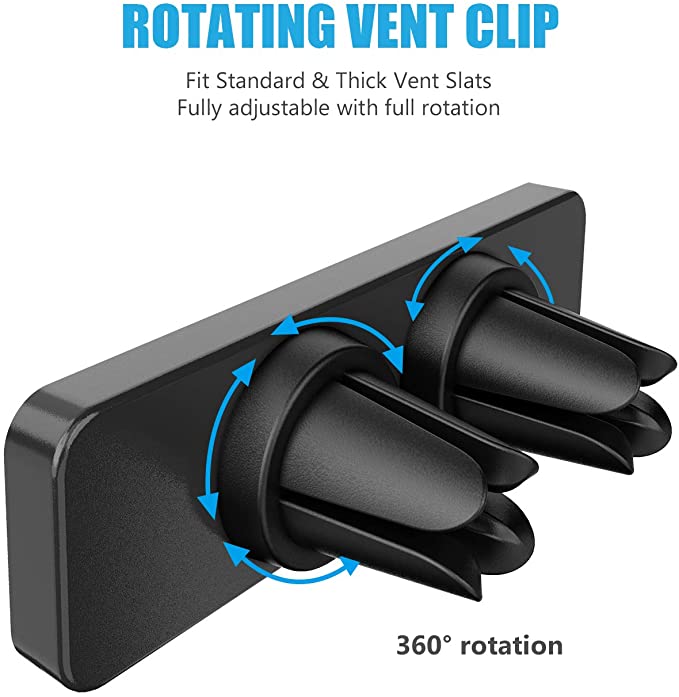 ROTATING VENT CLIP
Fit Standard & Thick Vent Slats
Fully adjustable with full rotation
360° rotation